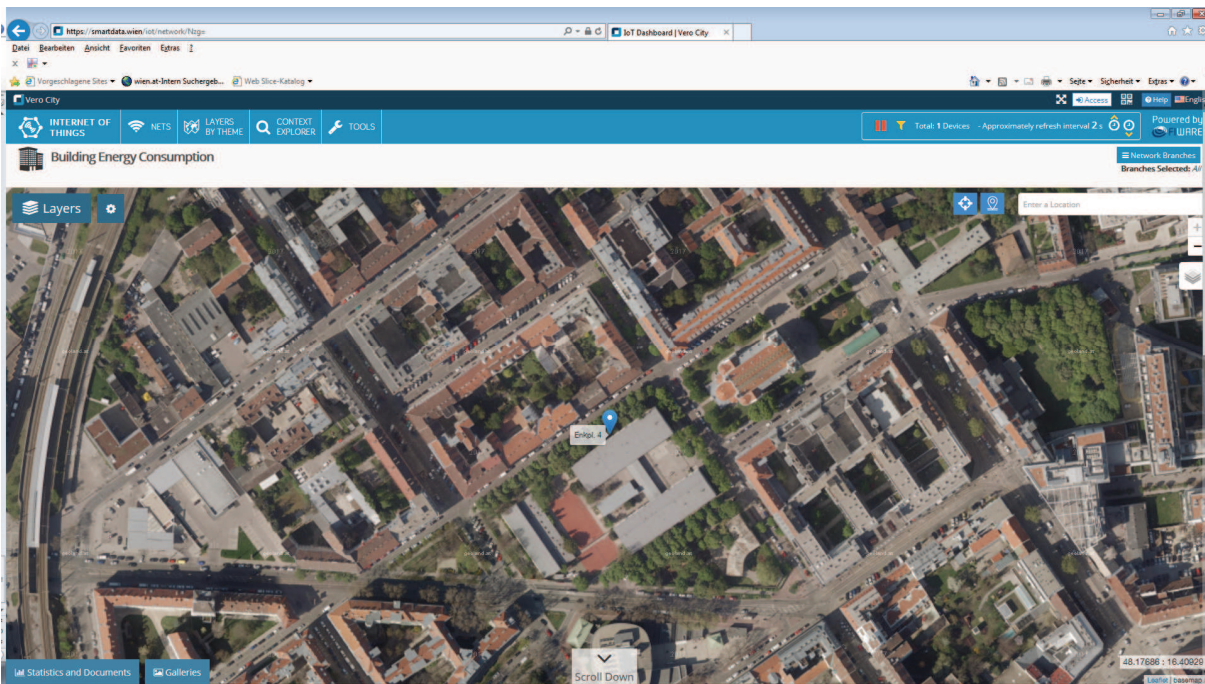 https://smartdata.wien/iot/network/Nzg=
IoT Dashboard | Vero City
Datei Bearbeiten Ansicht Favoriten Extras ?
Vorgeschlagene Sites
wien.at-Intern Suchergeb...
Web Slice-Katalog
Seite Sicherheit Extras
Vero City
Access
Help
Englis
INTERNET OF THINGS
NETS
LAYERS BY THEME
CONTEXT EXPLORER
TOOLS
Total: 1 Devices - Approximately refresh interval 2 s
Powered by
FIWARE
Building Energy Consumption
Network Branches
Branches Selected: All
Layers
Enter a Location
Enkpl. 4
Statistics and Documents
Galleries
Scroll Down
48.17686 : 16.40929
Leaflet | basemap